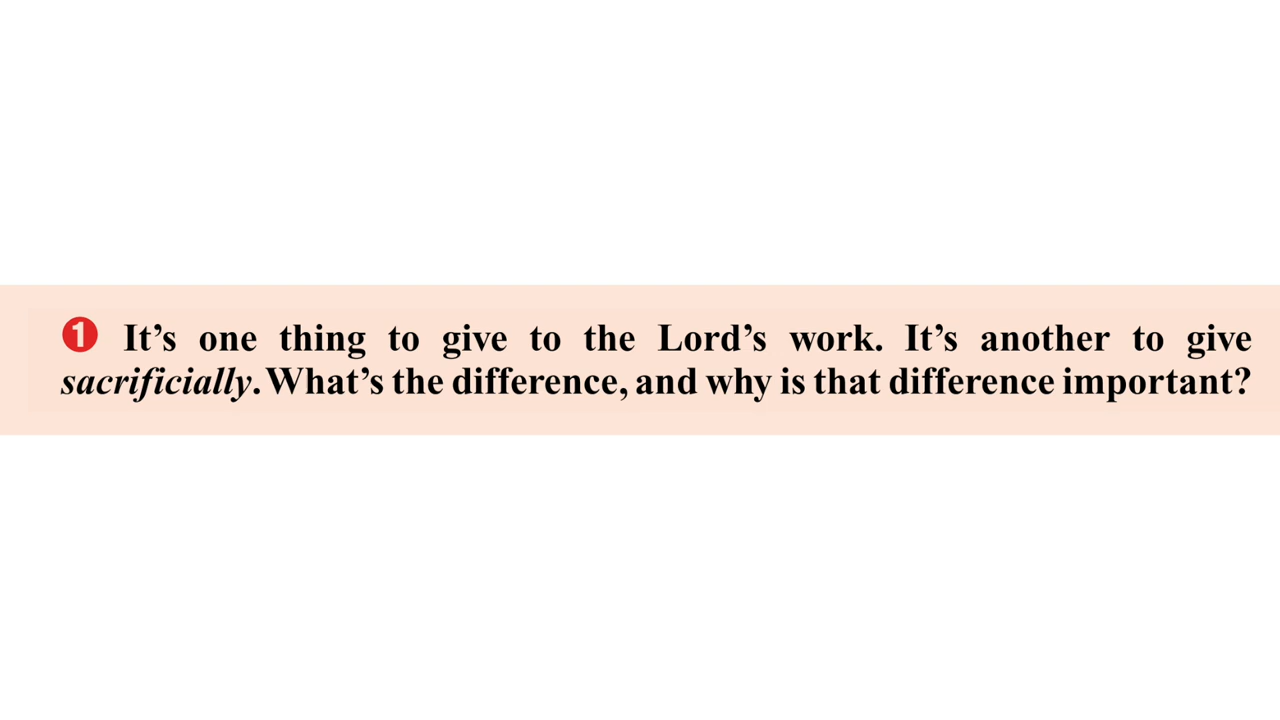 1 It’s one thing to give to the Lord’s work. It’s another to give
sacrificially. What’s the difference, and why is that difference important?